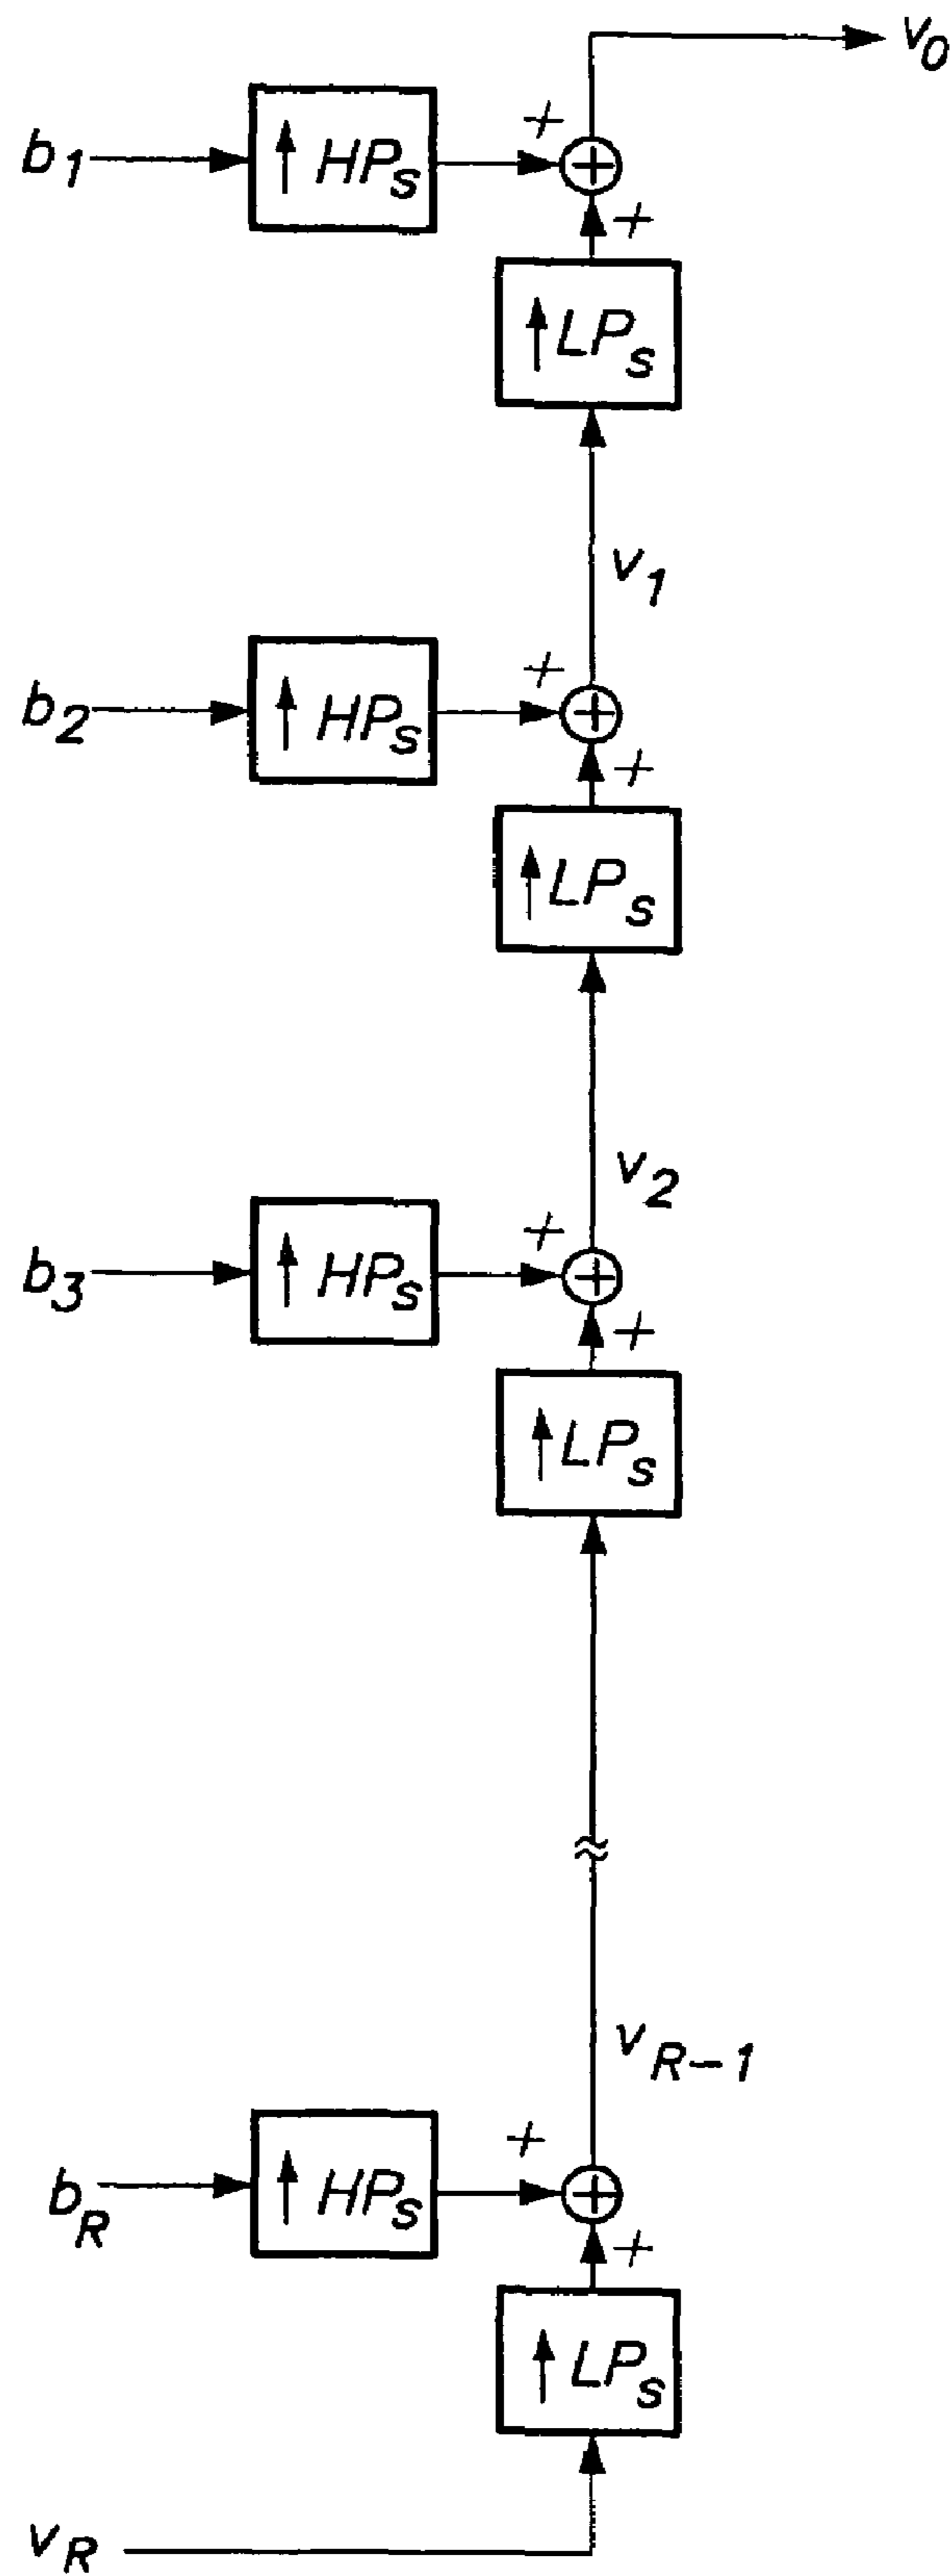 v0
+
b1 ↑ HPs +
+
↑ LPs
v1
+
b2 ↑ HPs +
+
↑ LPs
v2
+
b3 ↑ HPs +
+
↑ LPs
vR-1
+
bR ↑ HPs +
+
↑ LPs
vR